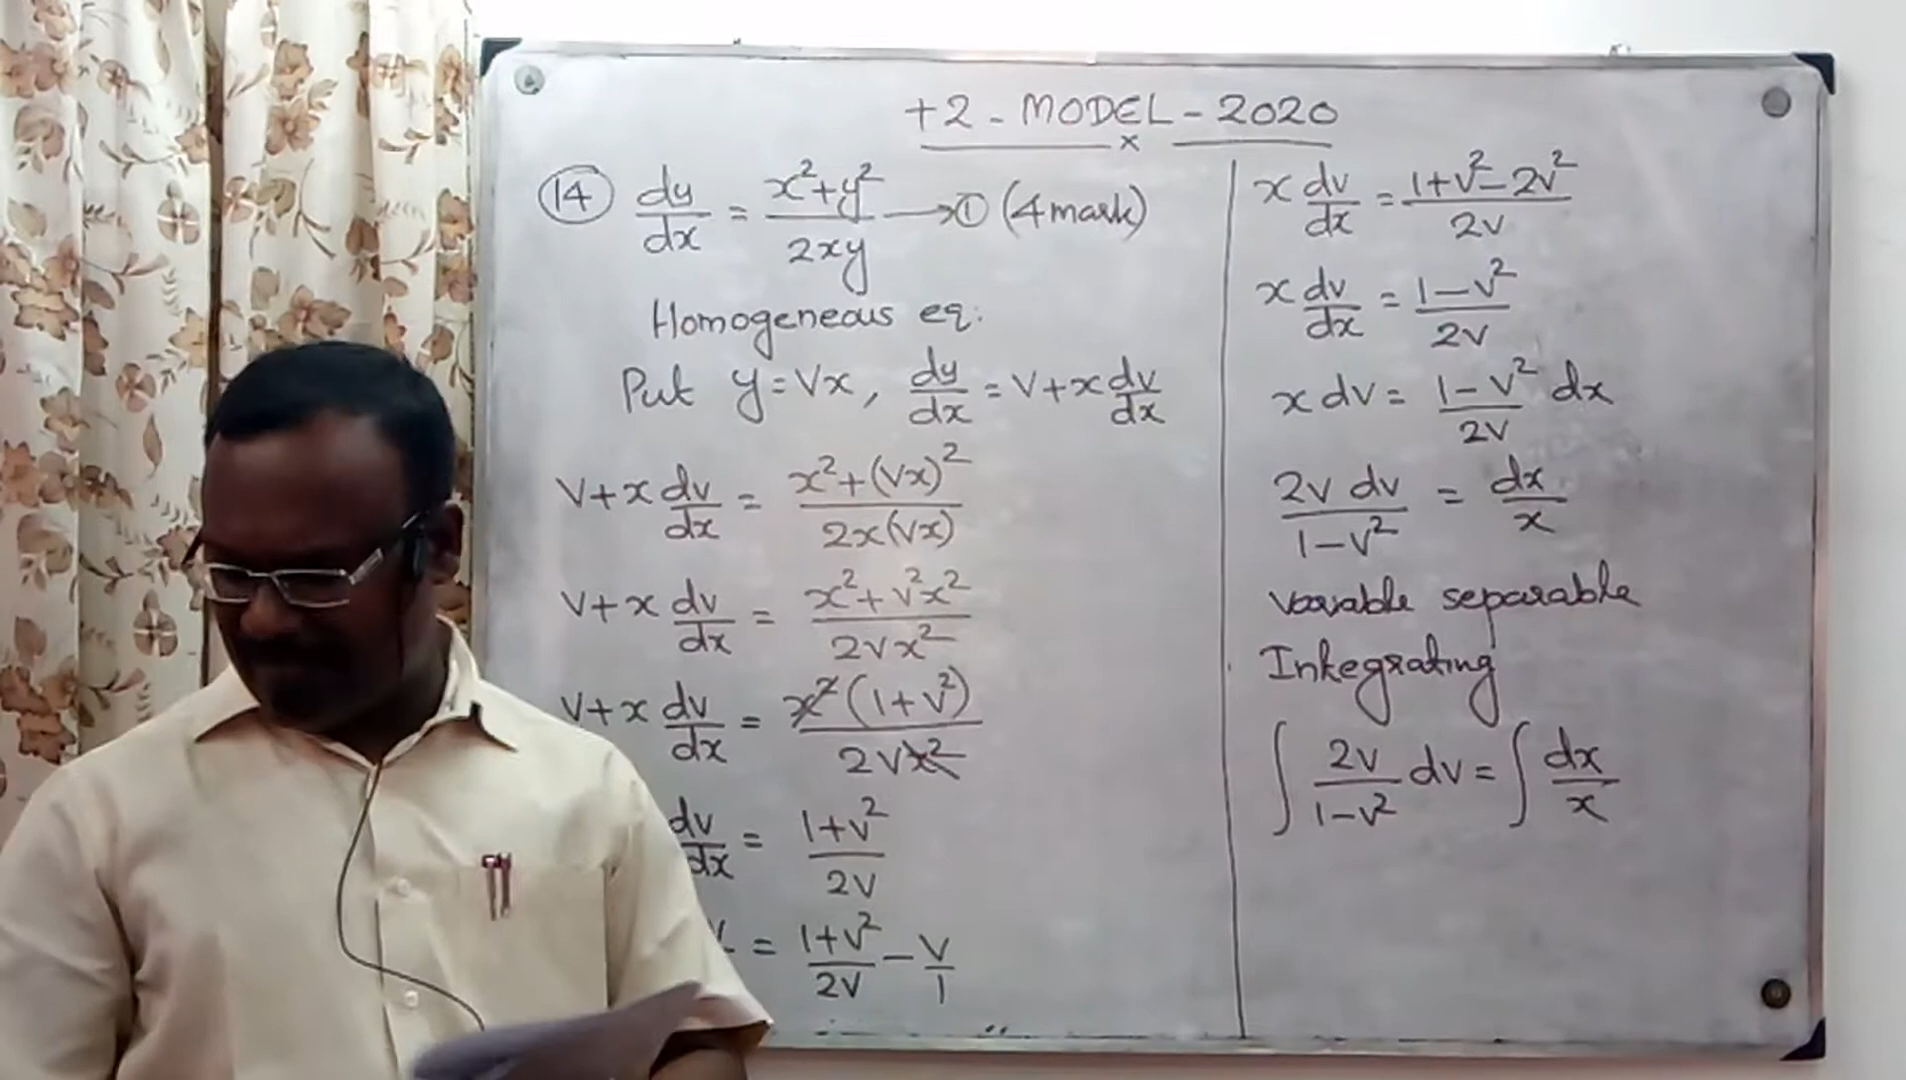 +2 - MODEL - 2020
x
14 dy/dx = x²+y²/2xy → ① (4 mark)
Homogeneous eq:
Put y = Vx, dy/dx = V + x dv/dx
V + x dv/dx = x²+(Vx)²/2x(Vx)
V + x dv/dx = x²+v²x²/2vx²
V + x dv/dx = x²(1+v²)/2vx²
dv/dx = 1+v²/2v
= 1+v²/2v - v/1
x dv/dx = 1+v²-2v²/2v
x dv/dx = 1-v²/2v
x dv = 1-v²/2v dx
2v dv/1-v² = dx/x
Variable separable
Integrating
∫ 2v/1-v² dv = ∫ dx/x